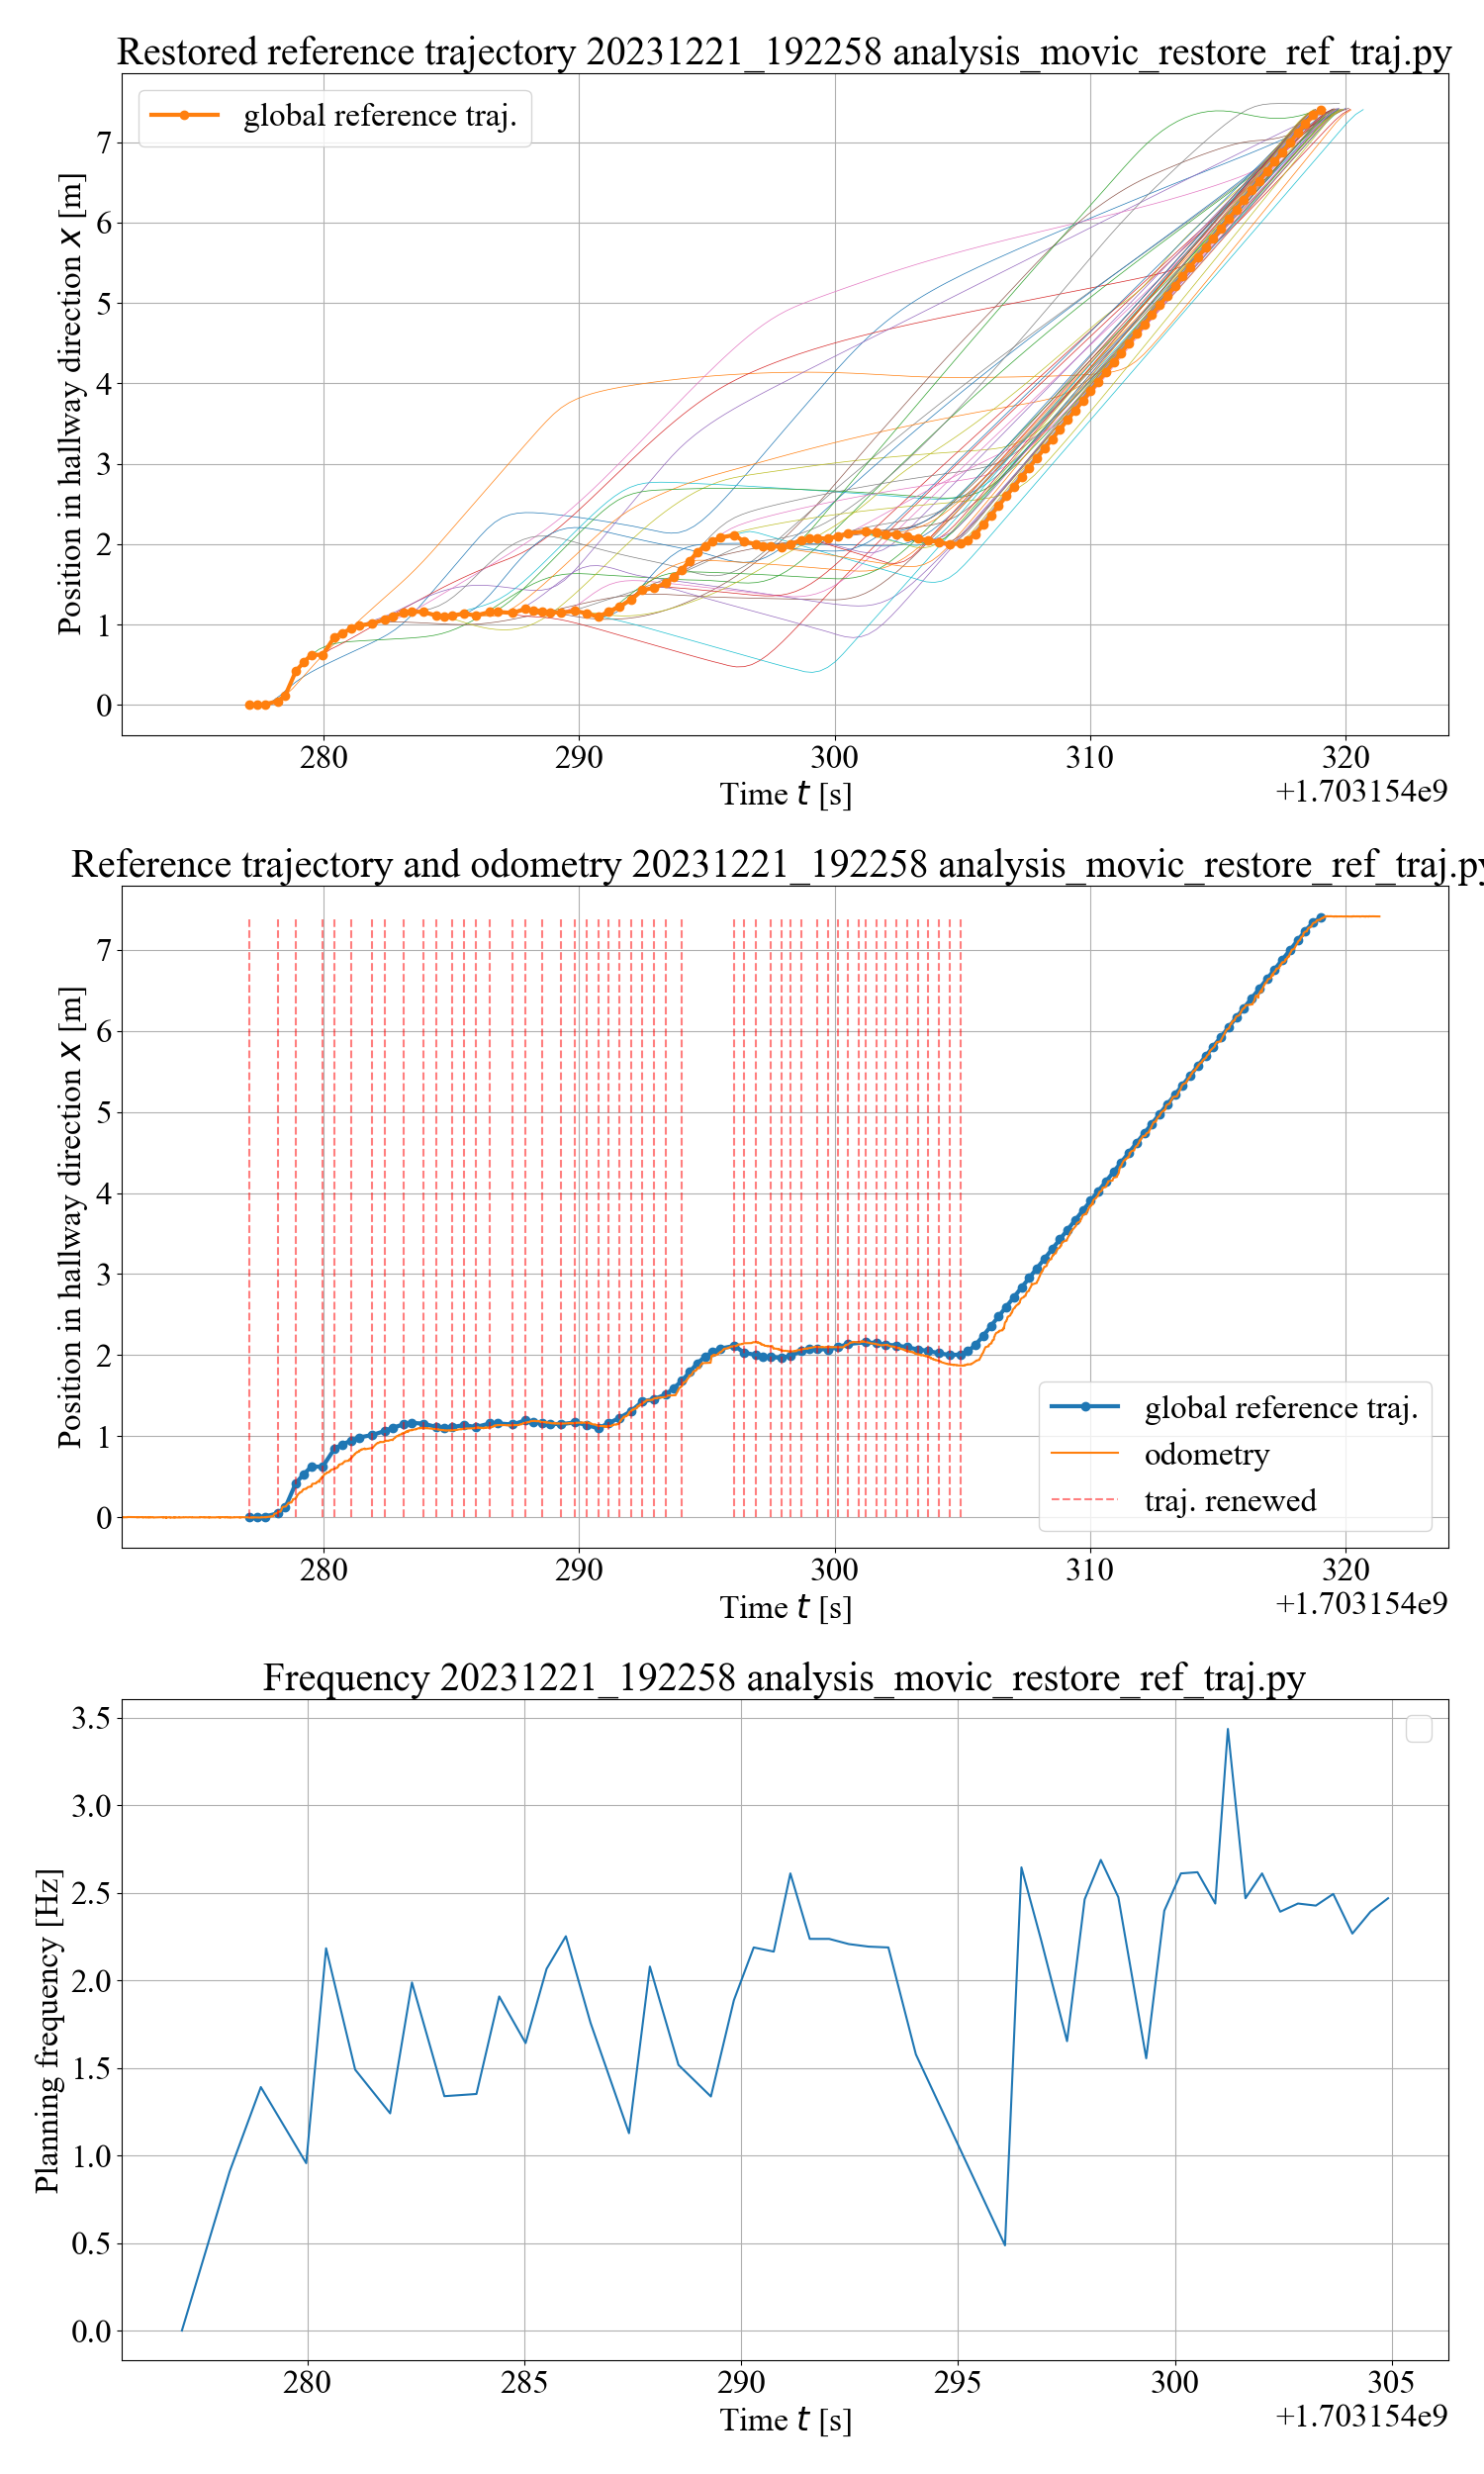 Restored reference trajectory 20231221_192258 analysis_movic_restore_ref_traj.py
global reference traj.
7
6
5
4
3
2
1
0
Position in hallway direction x [m]
280 290 300 310 320
Time t [s]
+1.703154e9
Reference trajectory and odometry 20231221_192258 analysis_movic_restore_ref_traj.py
7
6
5
4
3
2
1
0
Position in hallway direction x [m]
global reference traj.
odometry
traj. renewed
280 290 300 310 320
Time t [s]
+1.703154e9
Frequency 20231221_192258 analysis_movic_restore_ref_traj.py
3.5
3.0
2.5
2.0
1.5
1.0
0.5
0.0
Planning frequency [Hz]
280 285 290 295 300 305
Time t [s]
+1.703154e9